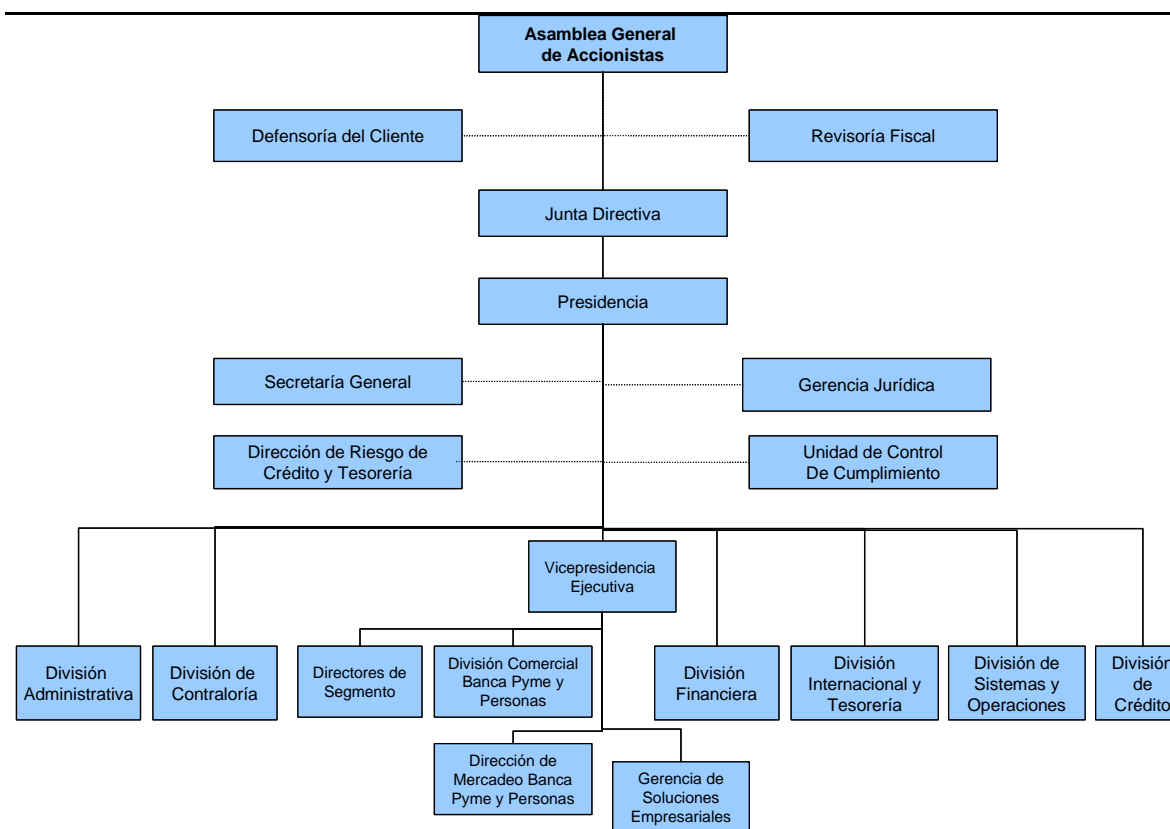 Asamblea General
de Accionistas
Defensoría del Cliente
Revisoría Fiscal
Junta Directiva
Presidencia
Secretaría General
Gerencia Jurídica
Dirección de Riesgo de
Crédito y Tesorería
Unidad de Control
De Cumplimiento
Vicepresidencia
Ejecutiva
División
Administrativa
División de
Contraloría
Directores de
Segmento
División Comercial
Banca Pyme y
Personas
División
Financiera
División
Internacional y
Tesorería
División de
Sistemas y
Operaciones
División
de
Crédito
Dirección de
Mercadeo Banca
Pyme y Personas
Gerencia de
Soluciones
Empresariales